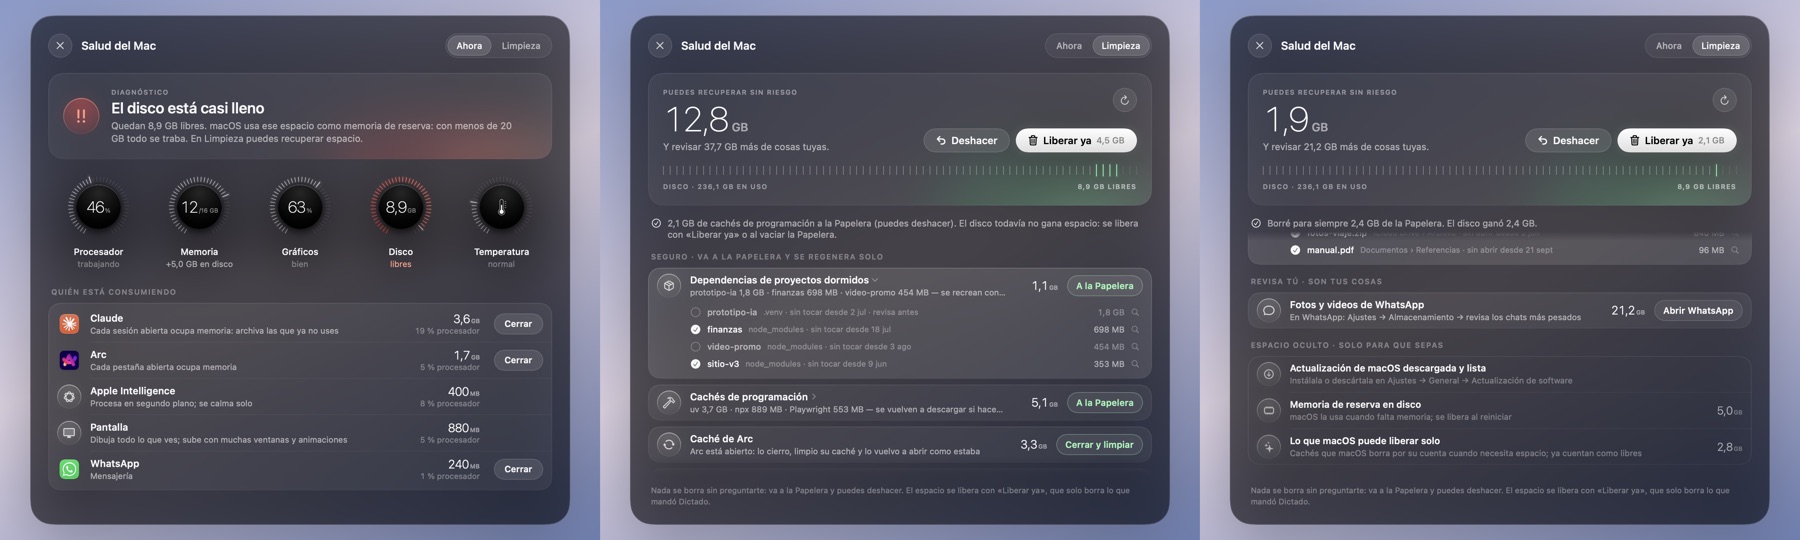 Salud del Mac
Ahora
Limpieza
DIAGNÓSTICO
!!
El disco está casi lleno
Quedan 8,9 GB libres. macOS usa ese espacio como memoria de reserva: con menos de 20
GB todo se traba. En Limpieza puedes recuperar espacio.
46%
12/16 GB
63%
8,9GB
Procesador
Memoria
Gráficos
Disco
Temperatura
trabajando
+5,0 GB en disco
bien
libres
normal
QUIÉN ESTÁ CONSUMIENDO
Claude
Cada sesión abierta ocupa memoria: archiva las que ya no uses
3,6GB
19 % procesador
Cerrar
Arc
Cada pestaña abierta ocupa memoria
1,7GB
5 % procesador
Cerrar
Apple Intelligence
Procesa en segundo plano; se calma solo
400MB
8 % procesador
Pantalla
Dibuja todo lo que ves; sube con muchas ventanas y animaciones
880MB
5 % procesador
WhatsApp
Mensajería
240MB
1 % procesador
Cerrar
Salud del Mac
Ahora
Limpieza
PUEDES RECUPERAR SIN RIESGO
12,8 GB
Y revisar 37,7 GB más de cosas tuyas.
Deshacer
Liberar ya 4,5 GB
DISCO · 236,1 GB EN USO
8,9 GB LIBRES
2,1 GB de cachés de programación a la Papelera (puedes deshacer). El disco todavía no gana espacio: se libera
con «Liberar ya» o al vaciar la Papelera.
SEGURO · VA A LA PAPELERA Y SE REGENERA SOLO
Dependencias de proyectos dormidos
prototipo-ia 1,8 GB · finanzas 698 MB · video-promo 454 MB — se recrean con...
1,1GB
A la Papelera
prototipo-ia .venv · sin tocar desde 2 jul · revisa antes 1,8 GB
finanzas node_modules · sin tocar desde 18 jul 698 MB
video-promo node_modules · sin tocar desde 3 ago 454 MB
sitio-v3 node_modules · sin tocar desde 9 jun 353 MB
Cachés de programación
uv 3,7 GB · npx 889 MB · Playwright 553 MB — se vuelven a descargar si hace...
5,1GB
A la Papelera
Caché de Arc
Arc está abierto: lo cierro, limpio su caché y lo vuelvo a abrir como estaba
3,3GB
Cerrar y limpiar
Nada se borra sin preguntarte: va a la Papelera y puedes deshacer. El espacio se libera con «Liberar ya», que solo borra lo que
mandó Dictado.
Salud del Mac
Ahora
Limpieza
PUEDES RECUPERAR SIN RIESGO
1,9 GB
Y revisar 21,2 GB más de cosas tuyas.
Deshacer
Liberar ya 2,1 GB
DISCO · 236,1 GB EN USO
8,9 GB LIBRES
Borré para siempre 2,4 GB de la Papelera. El disco ganó 2,4 GB.
manual.pdf Documentos › Referencias · sin abrir desde 21 sept 96 MB
REVISA TÚ · SON TUS COSAS
Fotos y videos de WhatsApp
En WhatsApp: Ajustes → Almacenamiento → revisa los chats más pesados
21,2GB
Abrir WhatsApp
ESPACIO OCULTO · SOLO PARA QUE SEPAS
Actualización de macOS descargada y lista
Instálala o descártala en Ajustes → General → Actualización de software
Memoria de reserva en disco
macOS la usa cuando falta memoria; se libera al reiniciar
5,0GB
Lo que macOS puede liberar solo
Cachés que macOS borra por su cuenta cuando necesita espacio; ya cuentan como libres
2,8GB
Nada se borra sin preguntarte: va a la Papelera y puedes deshacer. El espacio se libera con «Liberar ya», que solo borra lo que
mandó Dictado.